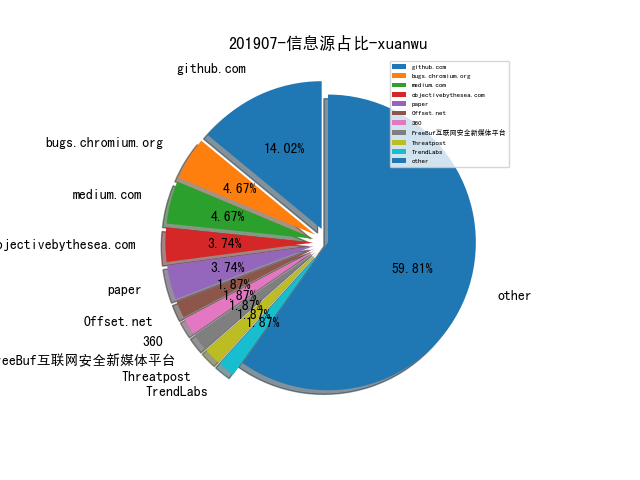 201907-信息源占比-xuanwu
github.com
bugs.chromium.org
medium.com
objectivebythesea.com
paper
Offset.net
360
FreeBuf互联网安全新媒体平台
Threatpost
TrendLabs
other
github.com
14.02%
bugs.chromium.org
4.67%
medium.com
4.67%
bjectivebythesea.com
3.74%
paper
3.74%
Offset.net
1.87%
360
1.87%
reeBuf互联网安全新媒体平台
1.87%
Threatpost
1.87%
TrendLabs
1.87%
other
59.81%